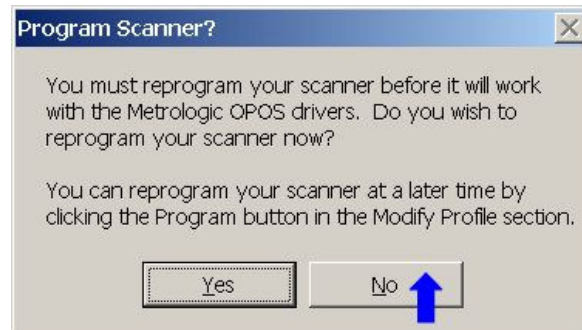 Program Scanner?
You must reprogram your scanner before it will work
with the Metrologic OPOS drivers.  Do you wish to
reprogram your scanner now?
You can reprogram your scanner at a later time by
clicking the Program button in the Modify Profile section.
Yes
No